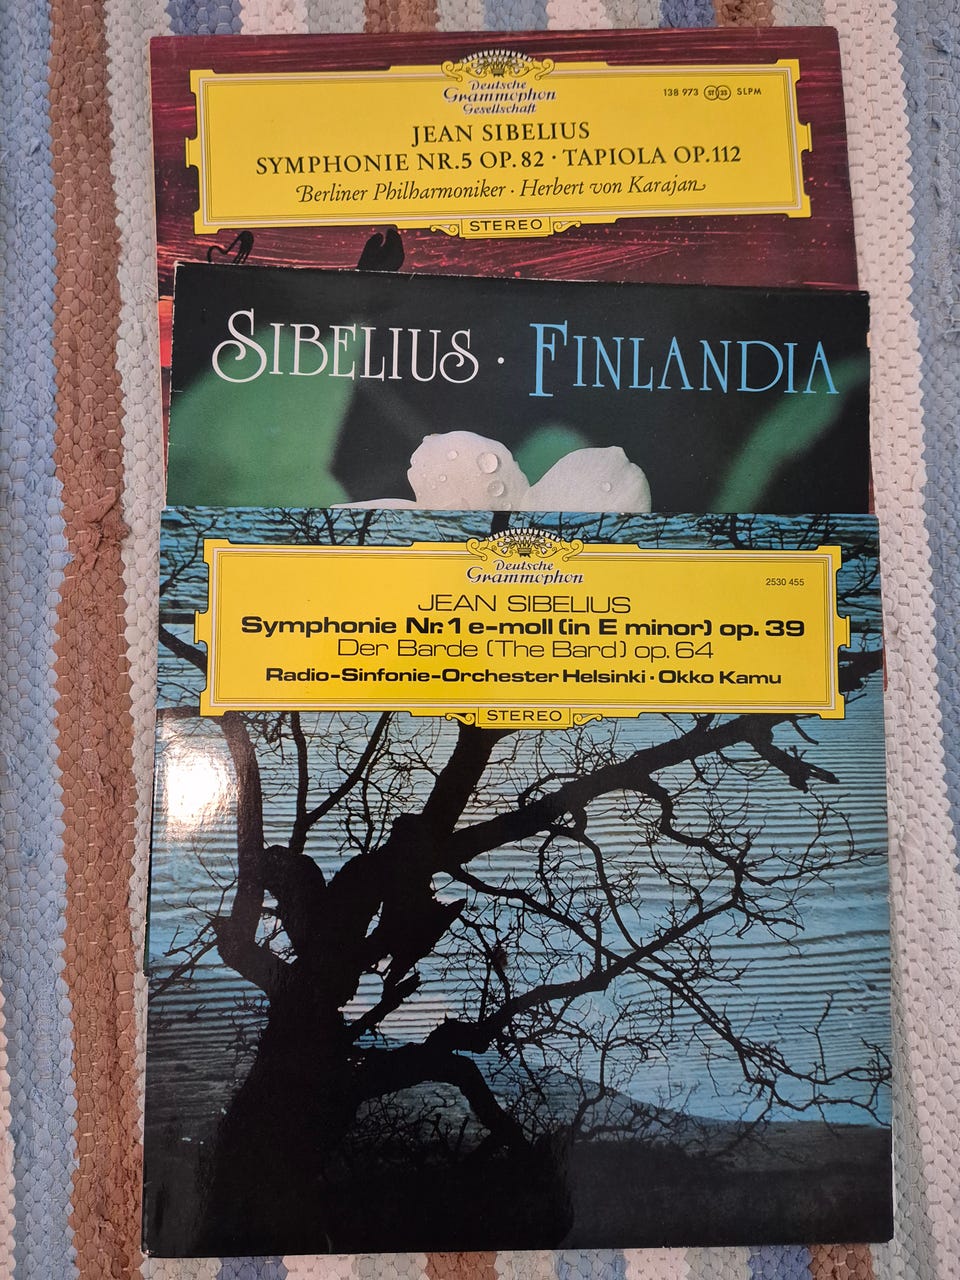 Deutsche
Grammophon
Gesellschaft
138 973 ST 33 SLPM
JEAN SIBELIUS
SYMPHONIE NR.5 OP. 82 · TAPIOLA OP.112
Berliner Philharmoniker · Herbert von Karajan
STEREO
SIBELIUS · FINLANDIA
Deutsche
Grammophon
2530 455
JEAN SIBELIUS
Symphonie Nr.1 e-moll (in E minor) op. 39
Der Barde (The Bard) op. 64
Radio-Sinfonie-Orchester Helsinki · Okko Kamu
STEREO